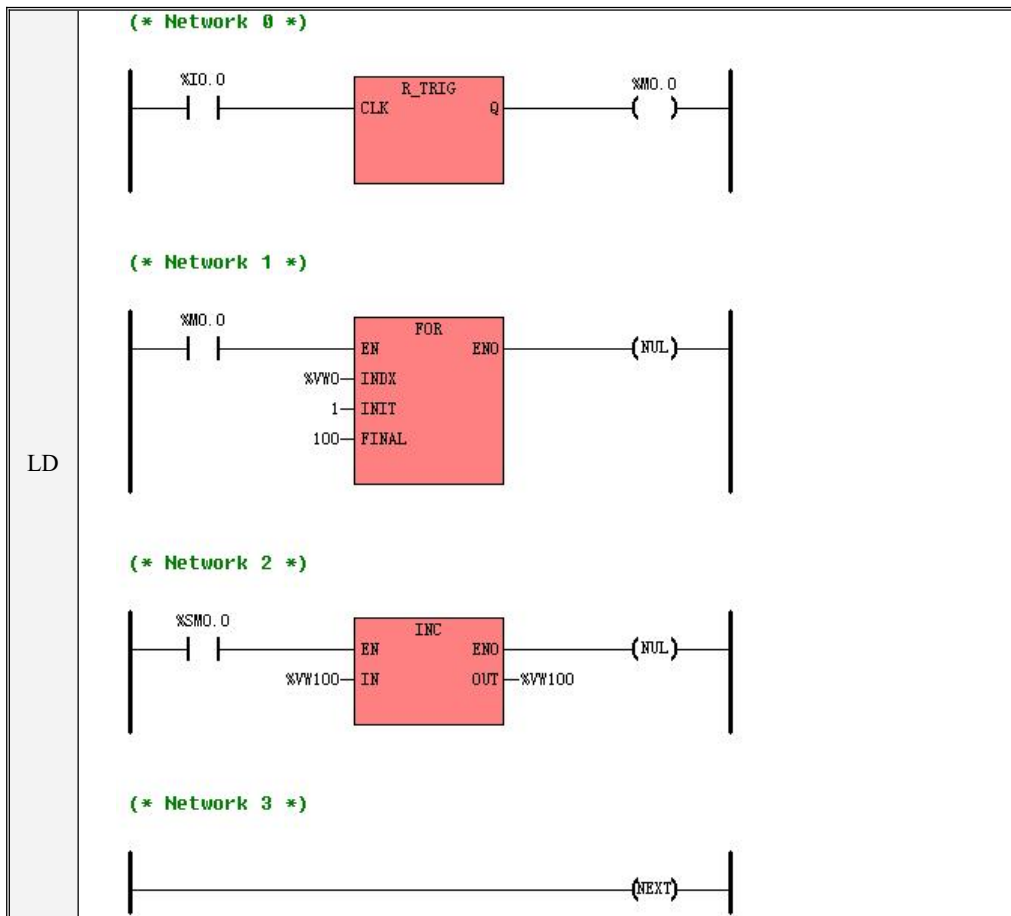 (* Network 0 *)
%I0.0
R_TRIG
%M0.0
CLK
Q
(* Network 1 *)
%M0.0
FOR
EN
ENO
(NUL)
%VW0
INDX
1
INIT
100
FINAL
LD
(* Network 2 *)
%SM0.0
INC
EN
ENO
(NUL)
%VW100
IN
OUT
%VW100
(* Network 3 *)
(NEXT)